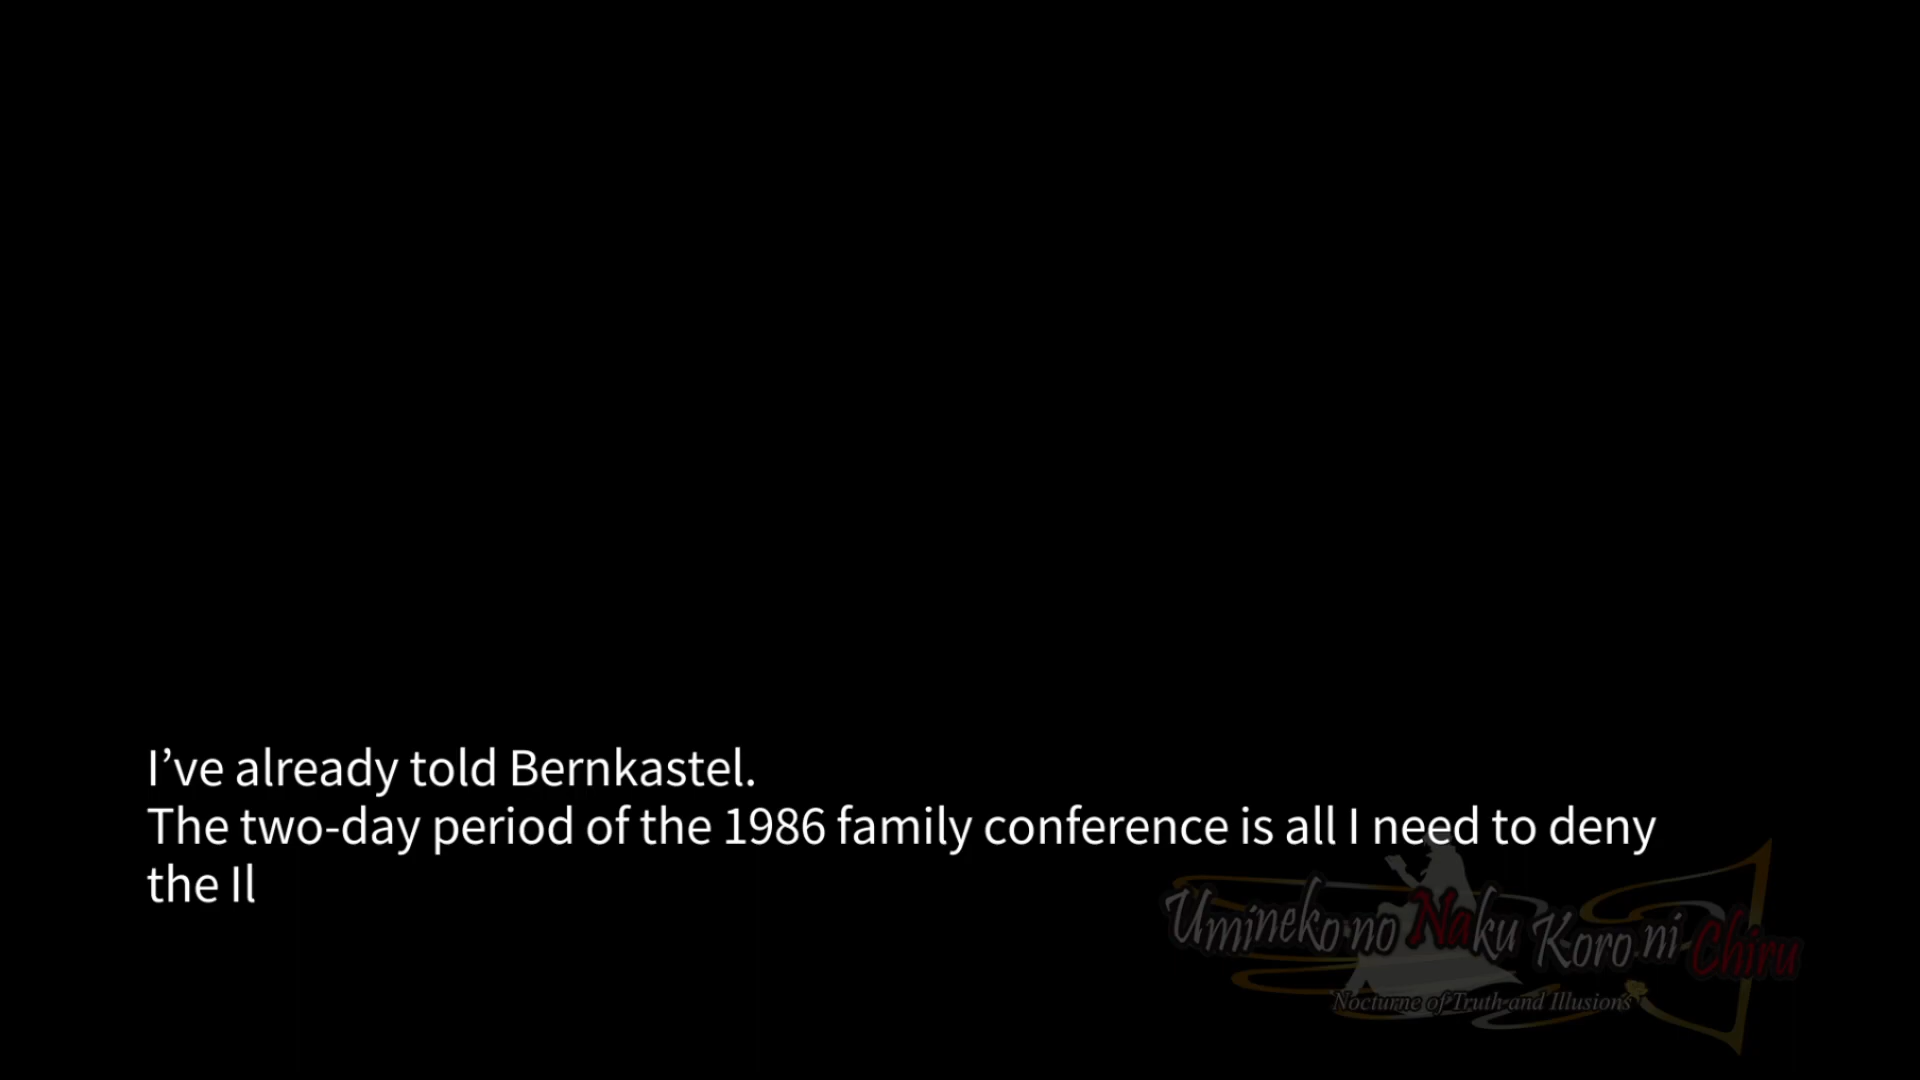 I’ve already told Bernkastel.
The two-day period of the 1986 family conference is all I need to deny
the Il
Umineko no Naku Koro ni Chiru
Nocturne of Truth and Illusions